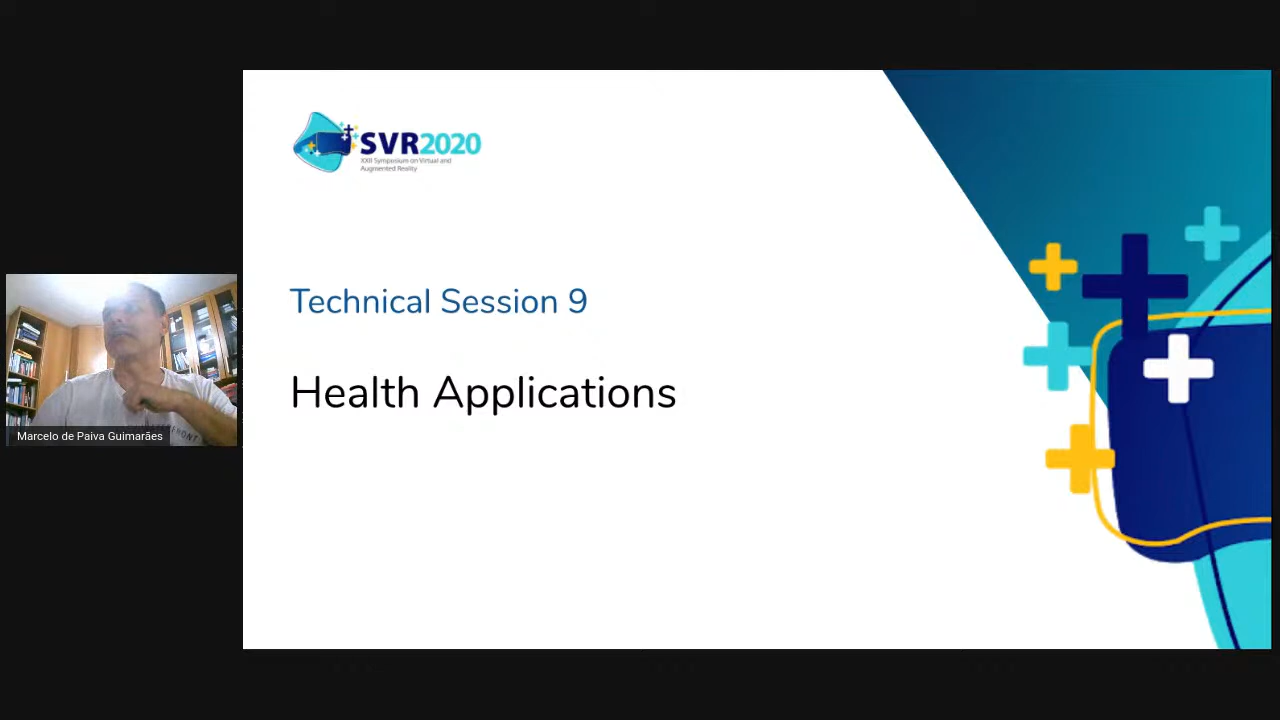 SVR2020
XXII Symposium on Virtual and
Augmented Reality
Technical Session 9
Health Applications
Marcelo de Paiva Guimarães